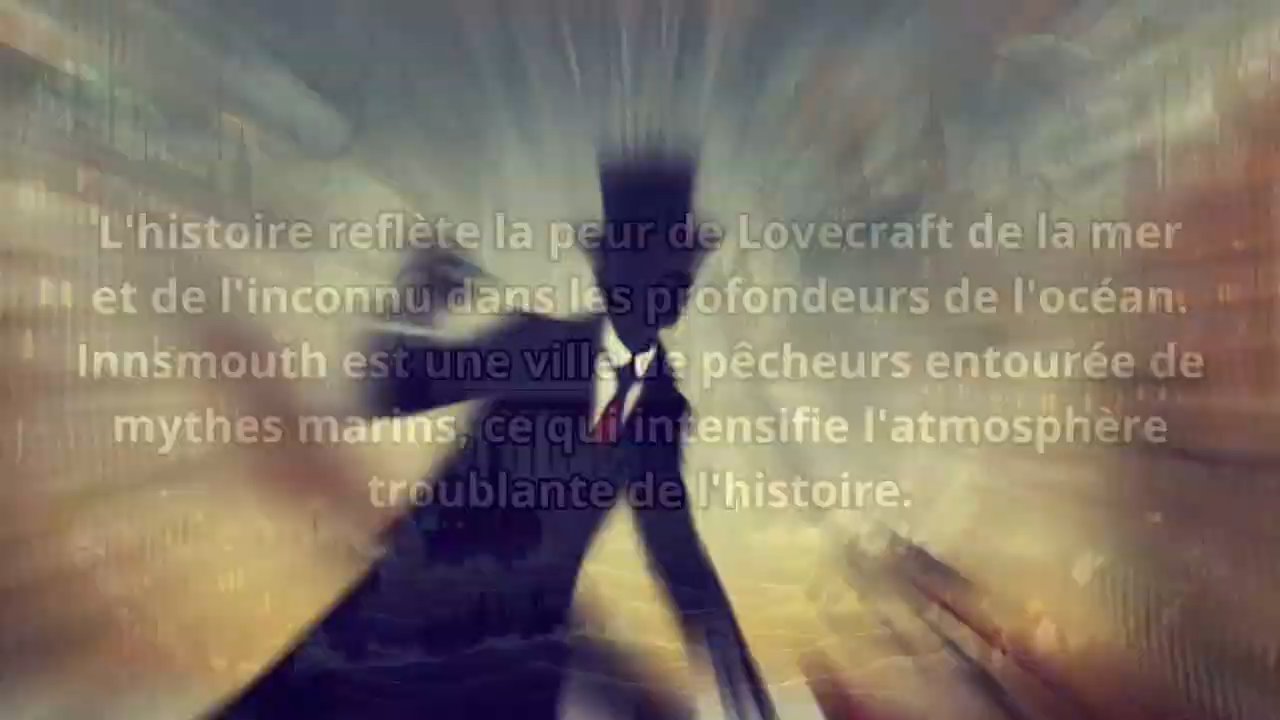 L'histoire reflète la peur de Lovecraft de la mer
et de l'inconnu dans les profondeurs de l'océan.
Innsmouth est une ville de pêcheurs entourée de
mythes marins, ce qui intensifie l'atmosphère
troublante de l'histoire.